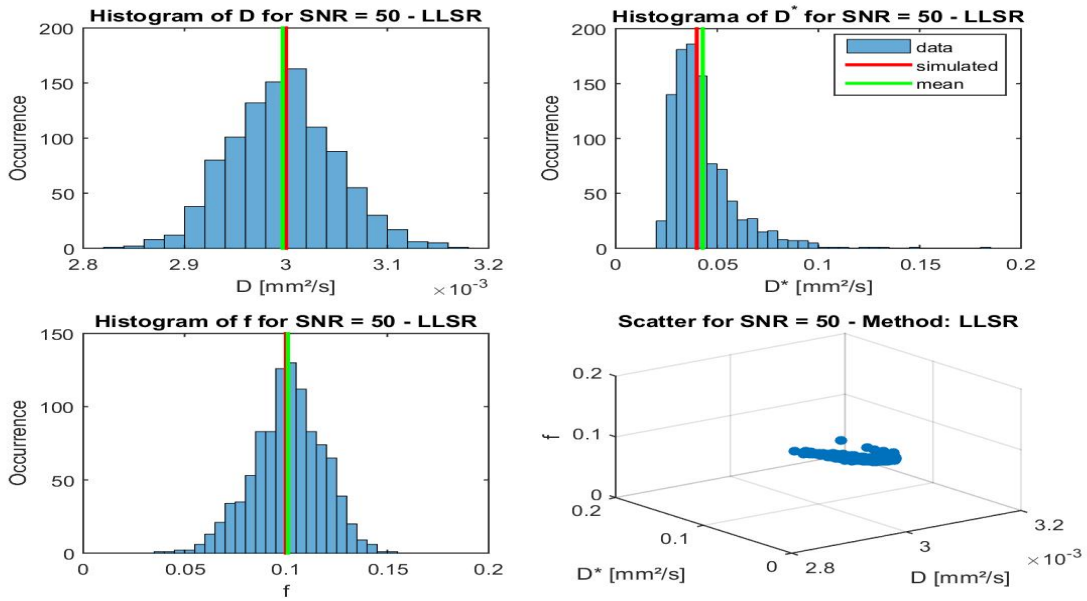 Histogram of D for SNR = 50 - LLSR
200
150
100
50
0
Occurrence
2.8
2.9
3
3.1
3.2
D [mm²/s]
×10⁻³
Histograma of D* for SNR = 50 - LLSR
200
150
100
50
0
Occurrence
data
simulated
mean
0
0.05
0.1
0.15
0.2
D* [mm²/s]
Histogram of f for SNR = 50 - LLSR
150
100
50
0
Occurrence
0
0.05
0.1
0.15
0.2
f
Scatter for SNR = 50 - Method: LLSR
0.2
0.1
0
f
0.2
0.1
0
D* [mm²/s]
2.8
3
3.2
×10⁻³
D [mm²/s]